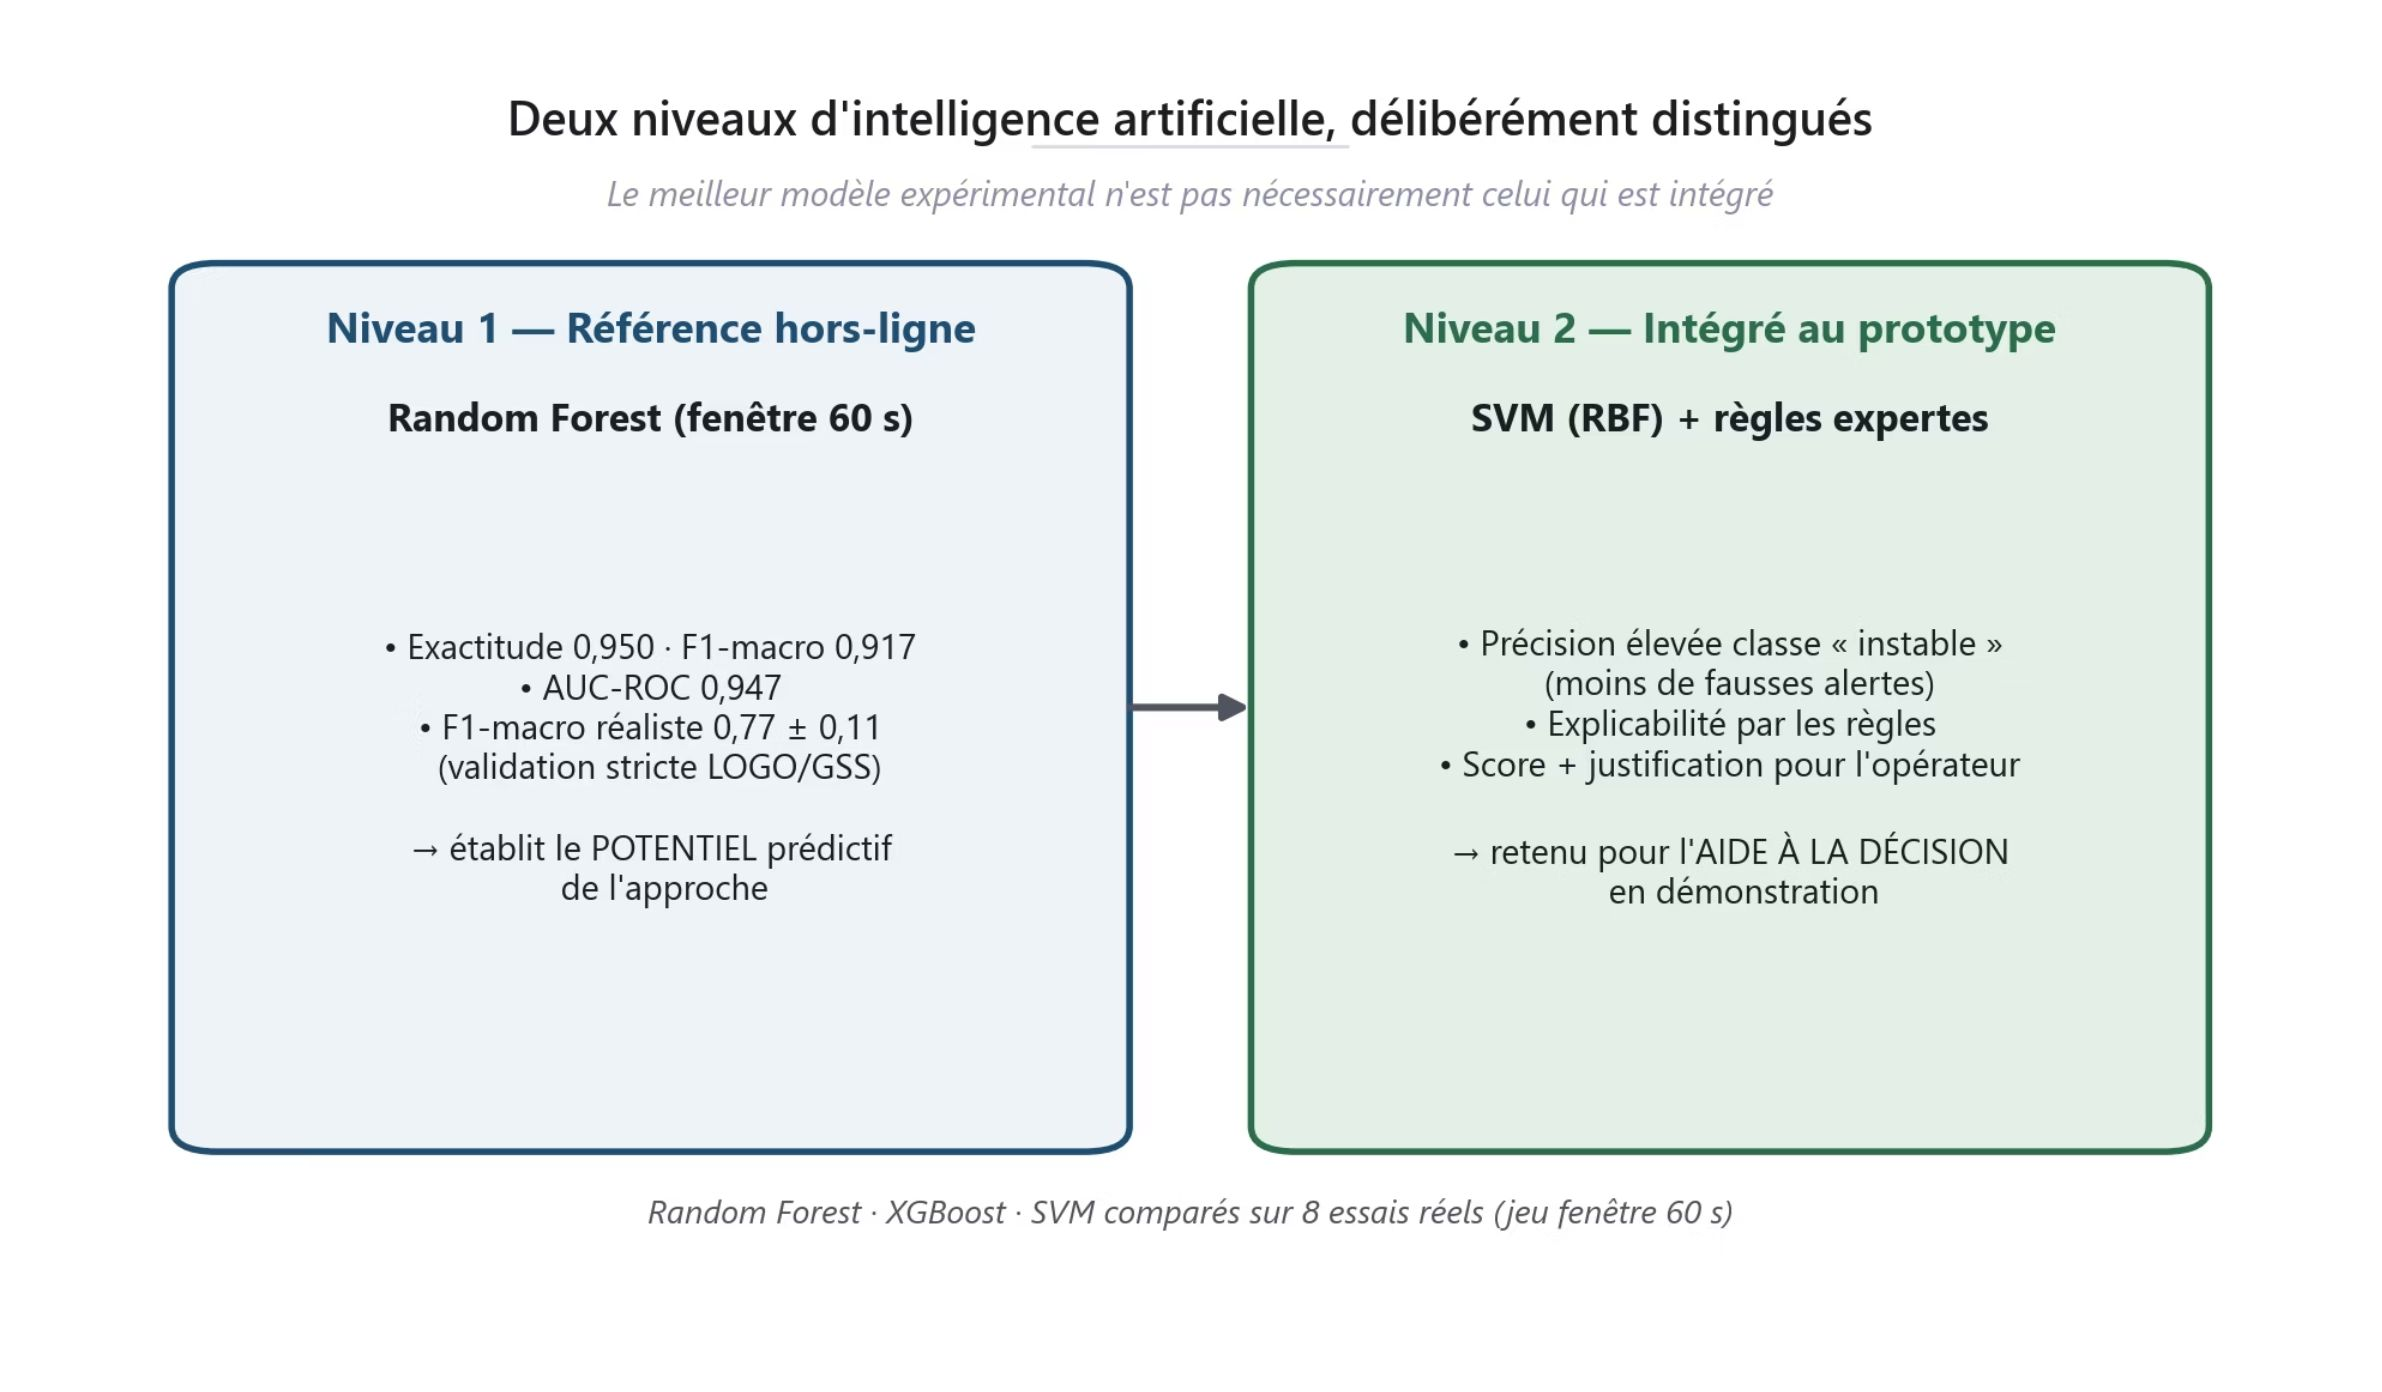 Deux niveaux d'intelligence artificielle, délibérément distingués
Le meilleur modèle expérimental n'est pas nécessairement celui qui est intégré
Niveau 1 — Référence hors-ligne
Random Forest (fenêtre 60 s)
• Exactitude 0,950 · F1-macro 0,917
• AUC-ROC 0,947
• F1-macro réaliste 0,77 ± 0,11
(validation stricte LOGO/GSS)
→ établit le POTENTIEL prédictif
de l'approche
Niveau 2 — Intégré au prototype
SVM (RBF) + règles expertes
• Précision élevée classe « instable »
(moins de fausses alertes)
• Explicabilité par les règles
• Score + justification pour l'opérateur
→ retenu pour l'AIDE À LA DÉCISION
en démonstration
Random Forest · XGBoost · SVM comparés sur 8 essais réels (jeu fenêtre 60 s)